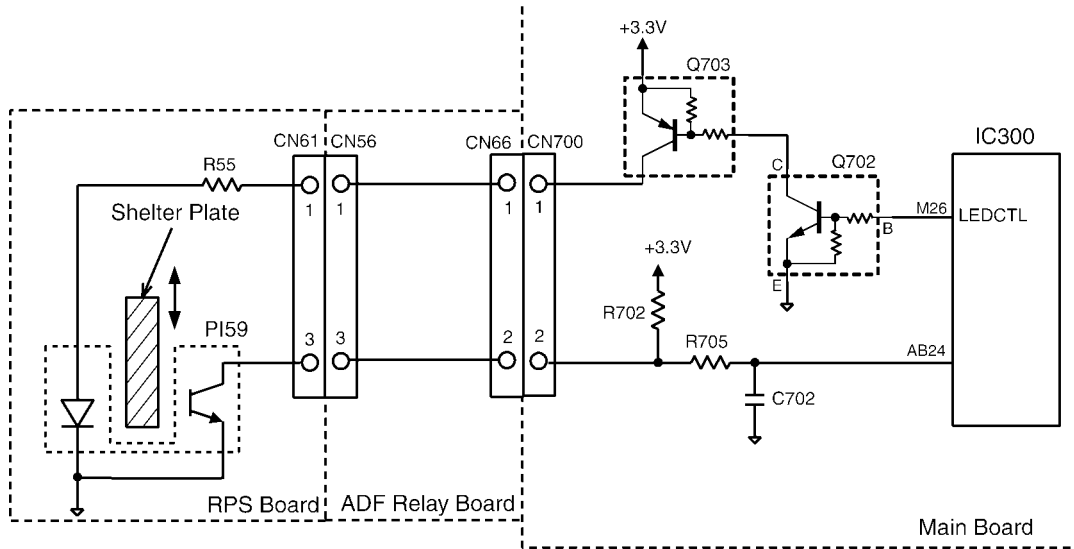 +3.3V
Q703
IC300
CN61 CN56
CN66 CN700
C
Q702
R55
M26
LEDCTL
B
1
1
1
1
Shelter Plate
+3.3V
E
R702
PI59
3
3
2
2
R705
AB24
C702
RPS Board
ADF Relay Board
Main Board